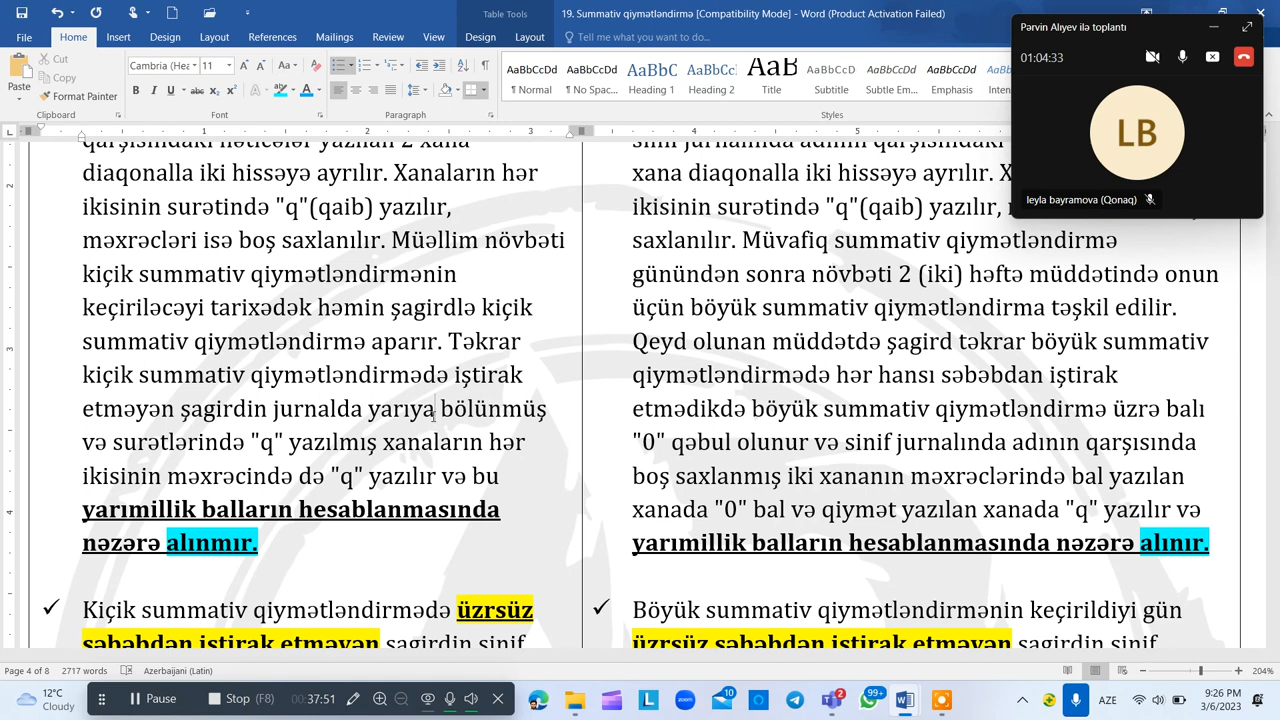 Table Tools
19. Summativ qiymətləndirmə [Compatibility Mode] - Word (Product Activation Failed)
File Home Insert Design Layout References Mailings Review View Design Layout Tell me what you want to do...
Cut
Copy
Format Painter
Paste
Clipboard
Cambria (Hea 11
Font
Paragraph
AaBbCcDd AaBbCcDd AaBbC AaBbC AaB AaBbCcD AaBbCcDd AaBbCcDd
¶ Normal ¶ No Spac... Heading 1 Heading 2 Title Subtitle Subtle Em... Emphasis
Styles
Pərvin Alıyev ilə toplantı
01:04:33
LB
leyla bayramova (Qonaq)
diaqonalla iki hissəyə ayrılır. Xanaların hər
ikisinin surətində "q"(qaib) yazılır,
məxrəcləri isə boş saxlanılır. Müəllim növbəti
kiçik summativ qiymətləndirmənin
keçiriləcəyi tarixədək həmin şagirdlə kiçik
summativ qiymətləndirmə aparır. Təkrar
kiçik summativ qiymətləndirmədə iştirak
etməyən şagirdin jurnalda yarıya bölünmüş
və surətlərində "q" yazılmış xanaların hər
ikisinin məxrəcində də "q" yazılır və bu
yarımillik balların hesablanmasında
nəzərə alınmır.
✓ Kiçik summativ qiymətləndirmədə üzrsüz
səbəbdən iştirak etməyən şagirdin sinif
xana diaqonalla iki hissəyə ayrılır.
ikisinin surətində "q"(qaib) yazılır,
saxlanılır. Müvafiq summativ qiymətləndirmə
günündən sonra növbəti 2 (iki) həftə müddətində onun
üçün böyük summativ qiymətləndirma təşkil edilir.
Qeyd olunan müddətdə şagird təkrar böyük summativ
qiymətləndirmədə hər hansı səbəbdan iştirak
etmədikdə böyük summativ qiymətləndirmə üzrə balı
"0" qəbul olunur və sinif jurnalında adının qarşısında
boş saxlanmış iki xananın məxrəclərində bal yazılan
xanada "0" bal və qiymət yazılan xanada "q" yazılır və
yarımillik balların hesablanmasında nəzərə alınır.
✓ Böyük summativ qiymətləndirmənin keçirildiyi gün
üzrsüz səbəbdən iştirak etməyən şagirdin sinif
Page 4 of 8 2717 words Azerbaijani (Latin) 204%
12°C
Cloudy
Pause Stop (F8) 00:37:51
10 2 99+
AZE
9:26 PM
3/6/2023